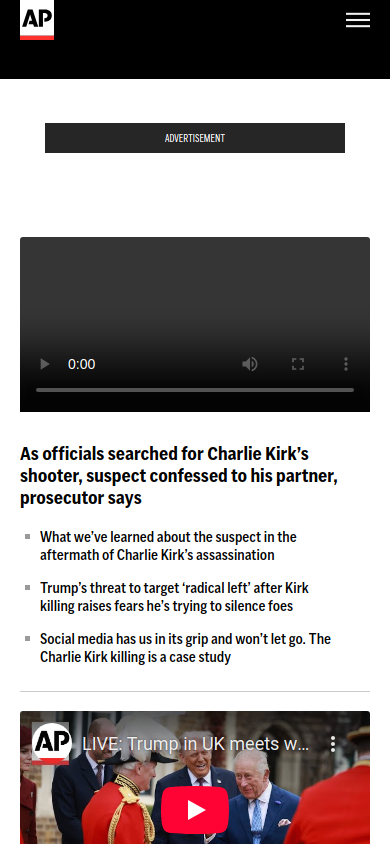 AP
ADVERTISEMENT
0:00
As officials searched for Charlie Kirk’s
shooter, suspect confessed to his partner,
prosecutor says
What we’ve learned about the suspect in the
aftermath of Charlie Kirk’s assassination
Trump’s threat to target ‘radical left’ after Kirk
killing raises fears he’s trying to silence foes
Social media has us in its grip and won’t let go. The
Charlie Kirk killing is a case study
AP
LIVE: Trump in UK meets w...